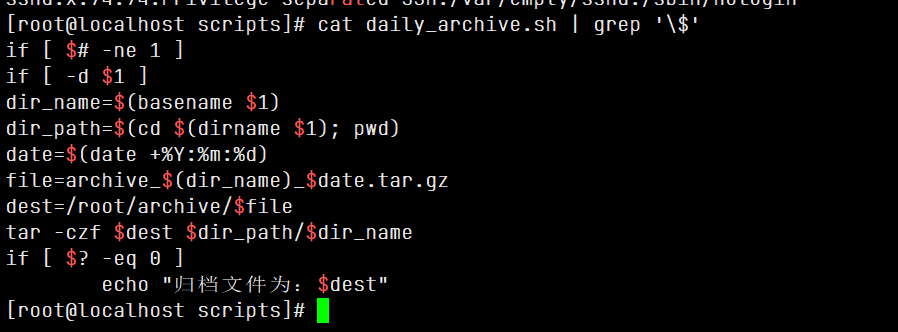 sshd:x:74:74:Privilege-separated SSH:/var/empty/sshd:/sbin/nologin
[root@localhost scripts]# cat daily_archive.sh | grep '\$'
if [ $# -ne 1 ]
if [ -d $1 ]
dir_name=$(basename $1)
dir_path=$(cd $(dirname $1); pwd)
date=$(date +%Y:%m:%d)
file=archive_$(dir_name)_$date.tar.gz
dest=/root/archive/$file
tar -czf $dest $dir_path/$dir_name
if [ $? -eq 0 ]
        echo "归档文件为：$dest"
[root@localhost scripts]#